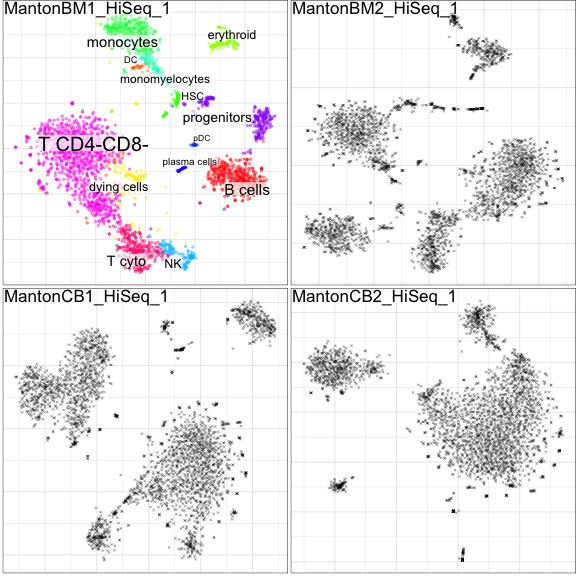 MantonBM1_HiSeq_1
MantonBM2_HiSeq_1
monocytes
erythroid
DC
monomyelocytes
HSC
progenitors
T CD4-CD8-
pDC
plasma cells
dying cells
B cells
T cyto
NK
MantonCB1_HiSeq_1
MantonCB2_HiSeq_1